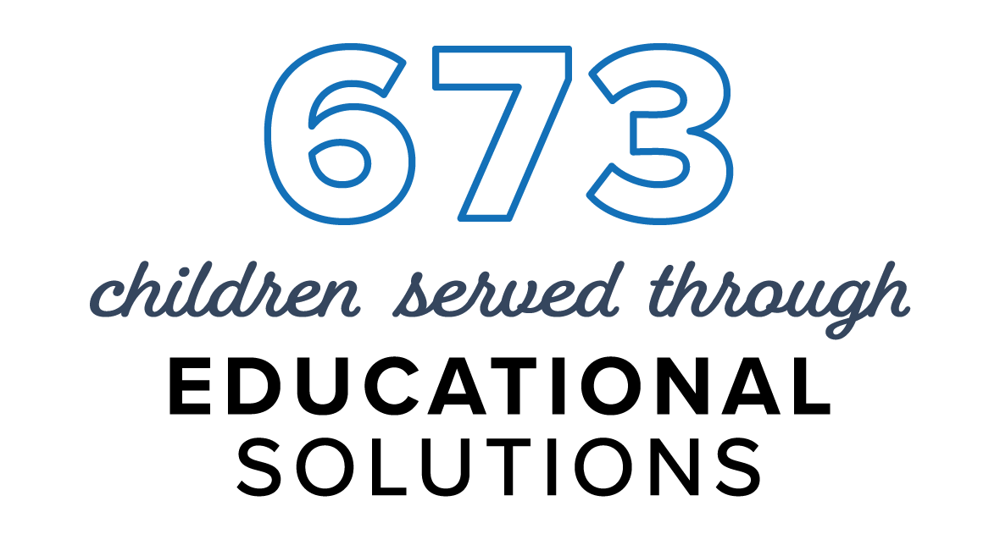 673
children served through
EDUCATIONAL
SOLUTIONS